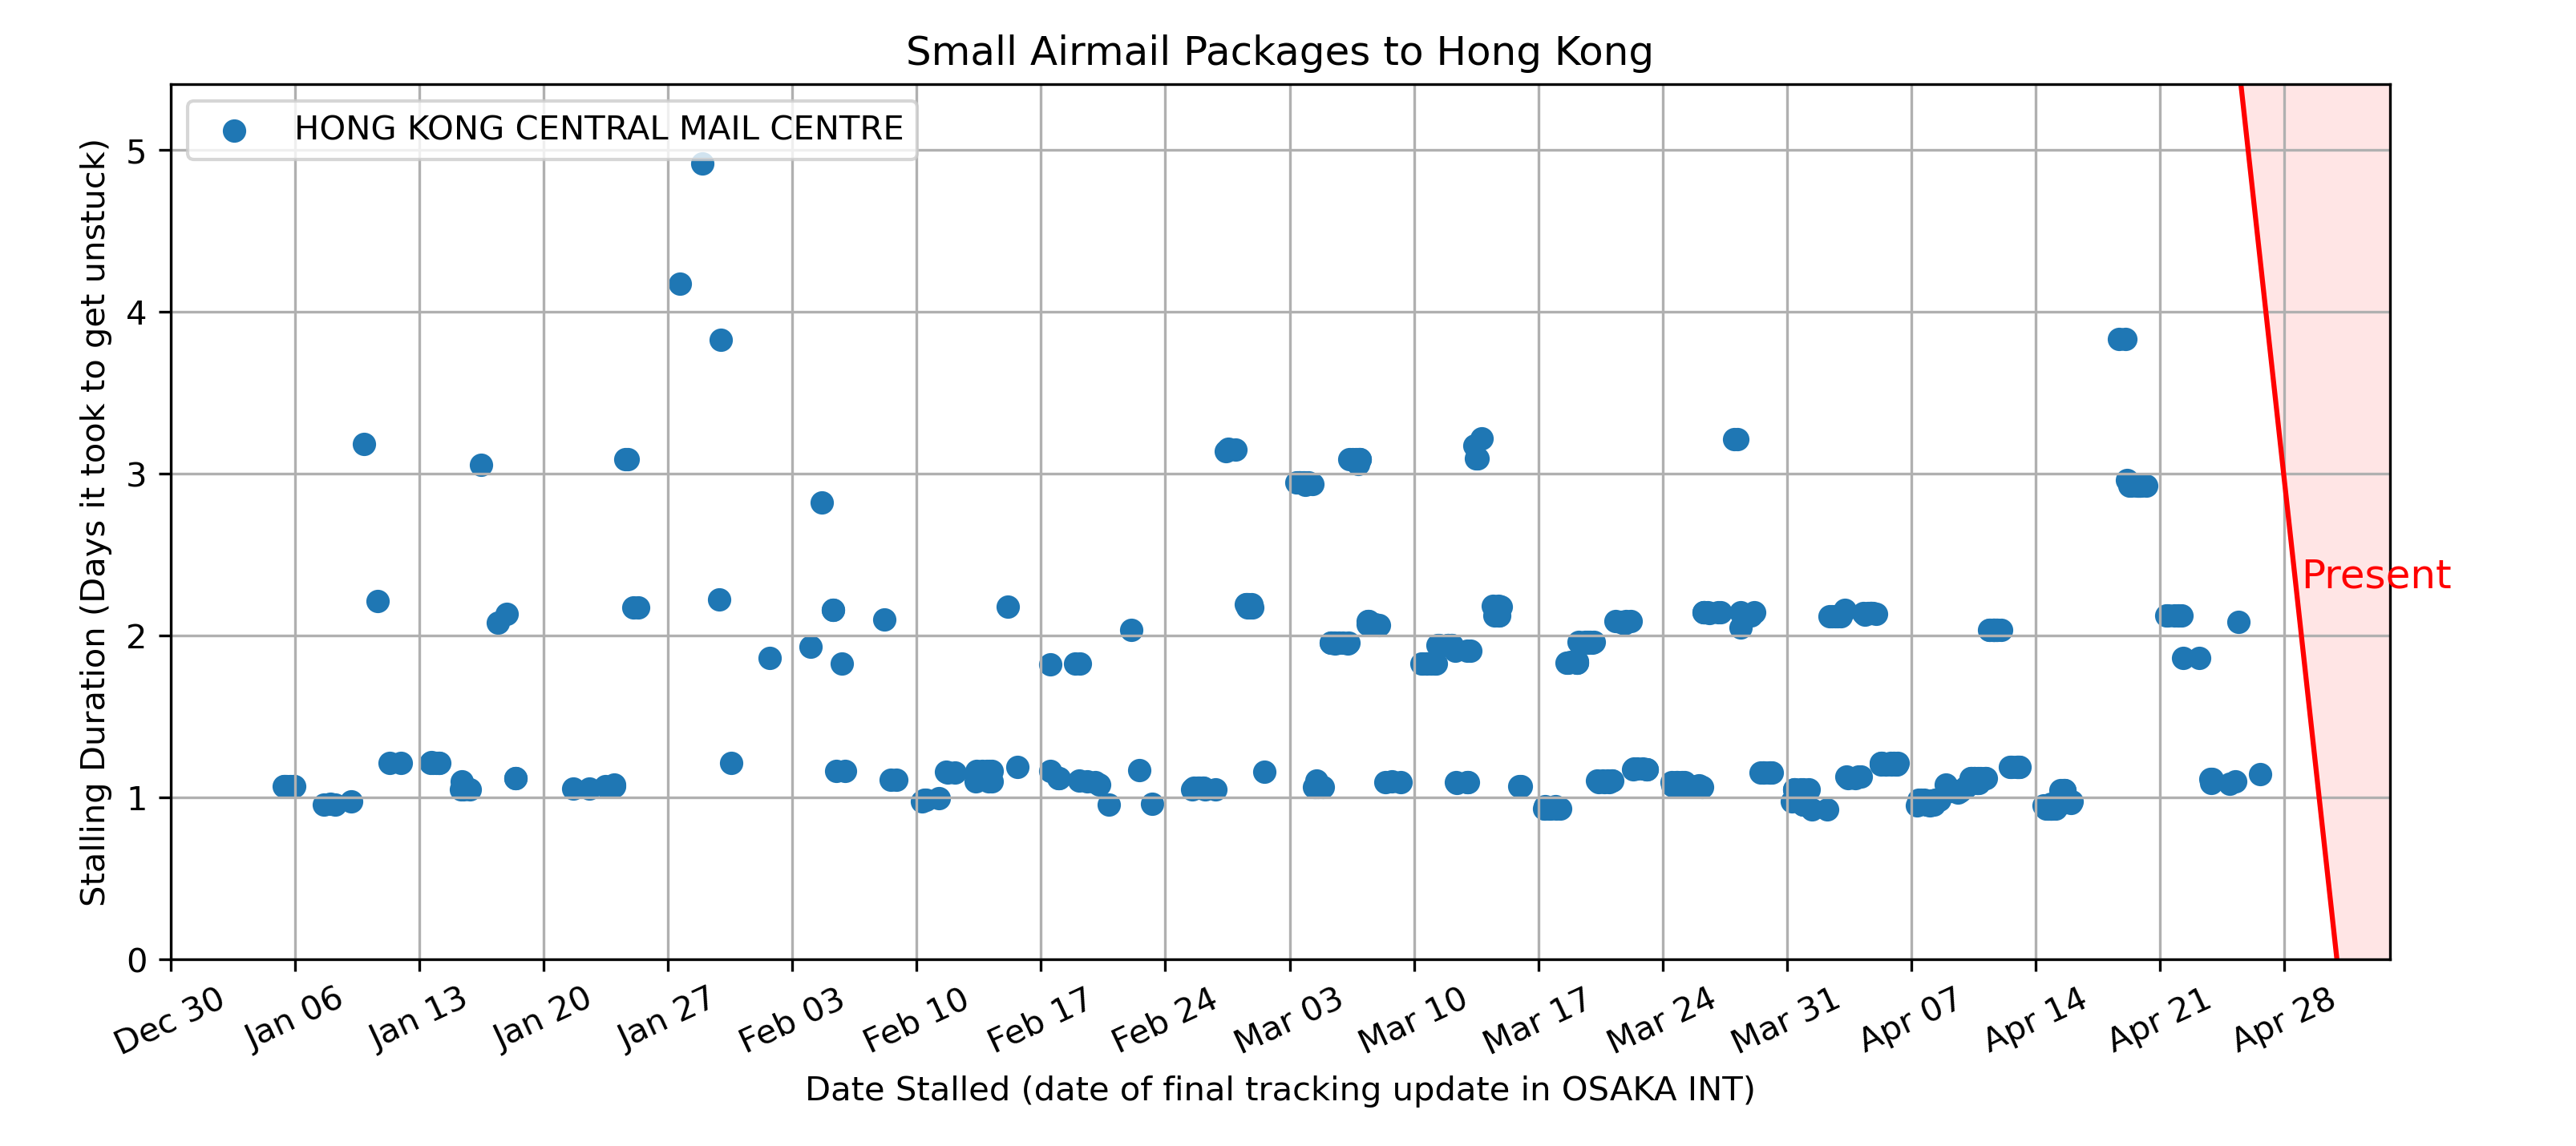 Small Airmail Packages to Hong Kong
HONG KONG CENTRAL MAIL CENTRE
Stalling Duration (Days it took to get unstuck)
5
4
3
2
1
0
Present
Dec 30
Jan 06
Jan 13
Jan 20
Jan 27
Feb 03
Feb 10
Feb 17
Feb 24
Mar 03
Mar 10
Mar 17
Mar 24
Mar 31
Apr 07
Apr 14
Apr 21
Apr 28
Date Stalled (date of final tracking update in OSAKA INT)